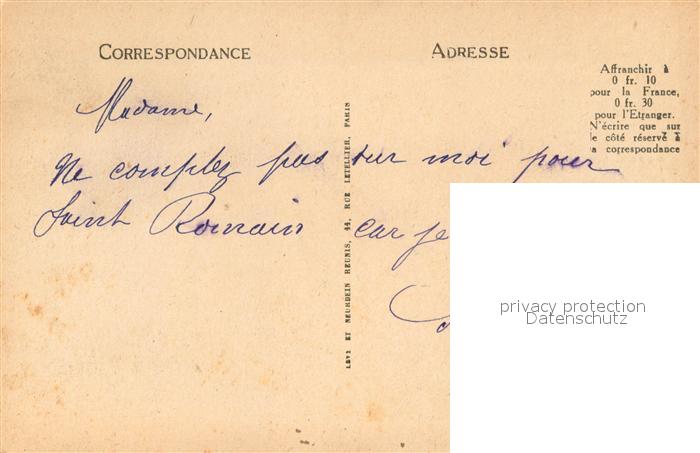 CORRESPONDANCE
ADRESSE
Affranchir à
0 fr. 10
pour la France,
0 fr. 30
pour l'Etranger.
N'écrire que sur
le côté réservé à
la correspondance
Madame,
Ne comptez pas sur moi pour
Saint Romain car je
LEVY ET NEURDEIN REUNIS, 44, RUE LETELLIER, PARIS
privacy protection
Datenschutz